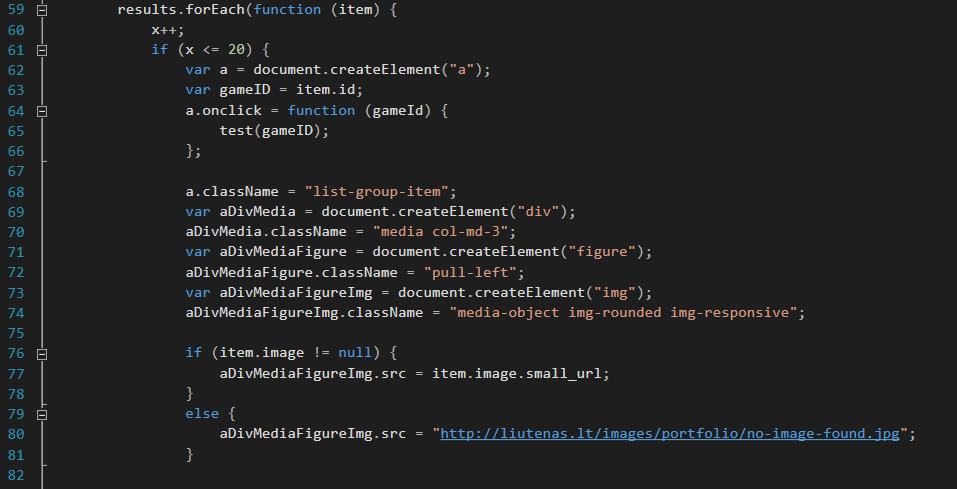 59 results.forEach(function (item) {
60 x++;
61 if (x <= 20) {
62 var a = document.createElement("a");
63 var gameID = item.id;
64 a.onclick = function (gameId) {
65 test(gameID);
66 };
67
68 a.className = "list-group-item";
69 var aDivMedia = document.createElement("div");
70 aDivMedia.className = "media col-md-3";
71 var aDivMediaFigure = document.createElement("figure");
72 aDivMediaFigure.className = "pull-left";
73 var aDivMediaFigureImg = document.createElement("img");
74 aDivMediaFigureImg.className = "media-object img-rounded img-responsive";
75
76 if (item.image != null) {
77 aDivMediaFigureImg.src = item.image.small_url;
78 }
79 else {
80 aDivMediaFigureImg.src = "http://liutenas.lt/images/portfolio/no-image-found.jpg";
81 }
82